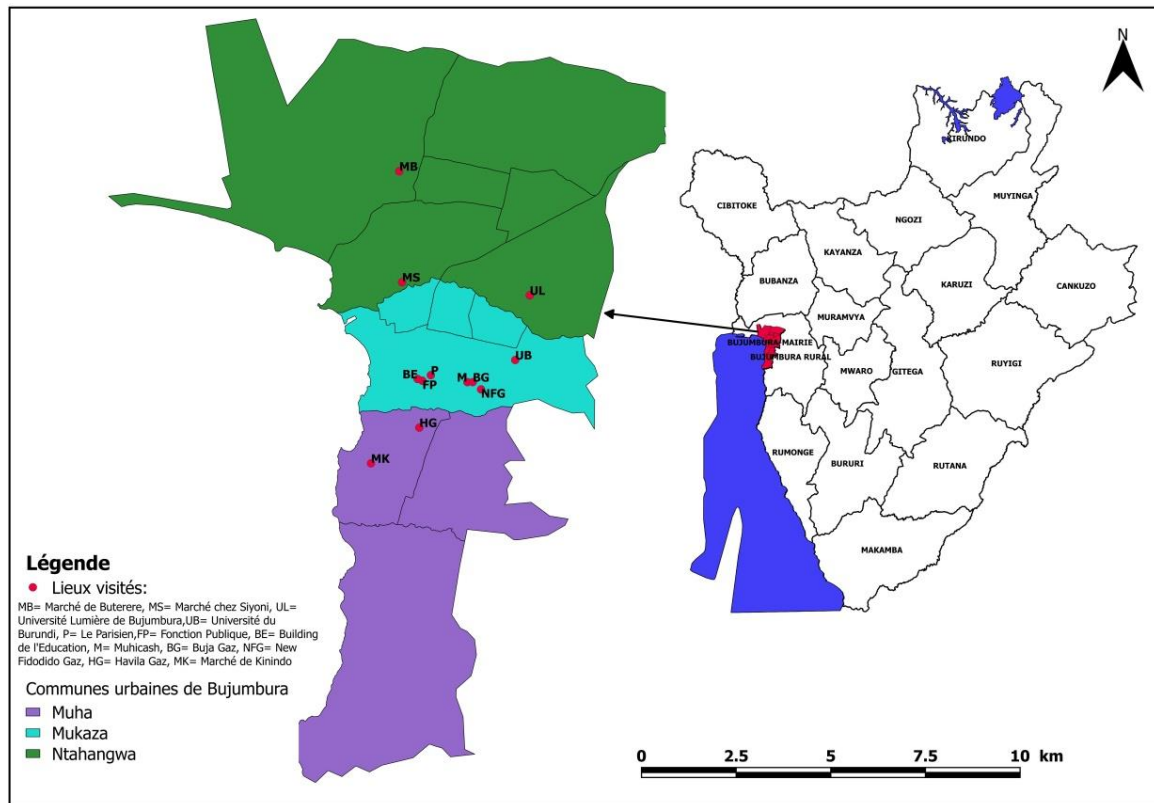 N
MB
MS
UL
UB
BE
P
FP
M
BG
NFG
HG
MK
KIRUNDO
MUYINGA
CIBITOKE
NGOZI
KAYANZA
BUBANZA
KARUZI
CANKUZO
MURAMVYA
BUJUMBURA MAIRIE
BUJUMBURA RURAL
MWARO
GITEGA
RUYIGI
RUMONGE
BURURI
RUTANA
MAKAMBA
Légende
Lieux visités:
MB= Marché de Buterere, MS= Marché chez Siyoni, UL=
Université Lumière de Bujumbura,UB= Université du
Burundi, P= Le Parisien,FP= Fonction Publique, BE= Building
de l'Education, M= Muhicash, BG= Buja Gaz, NFG= New
Fidodido Gaz, HG= Havila Gaz, MK= Marché de Kinindo
Communes urbaines de Bujumbura
Muha
Mukaza
Ntahangwa
0 2.5 5 7.5 10 km